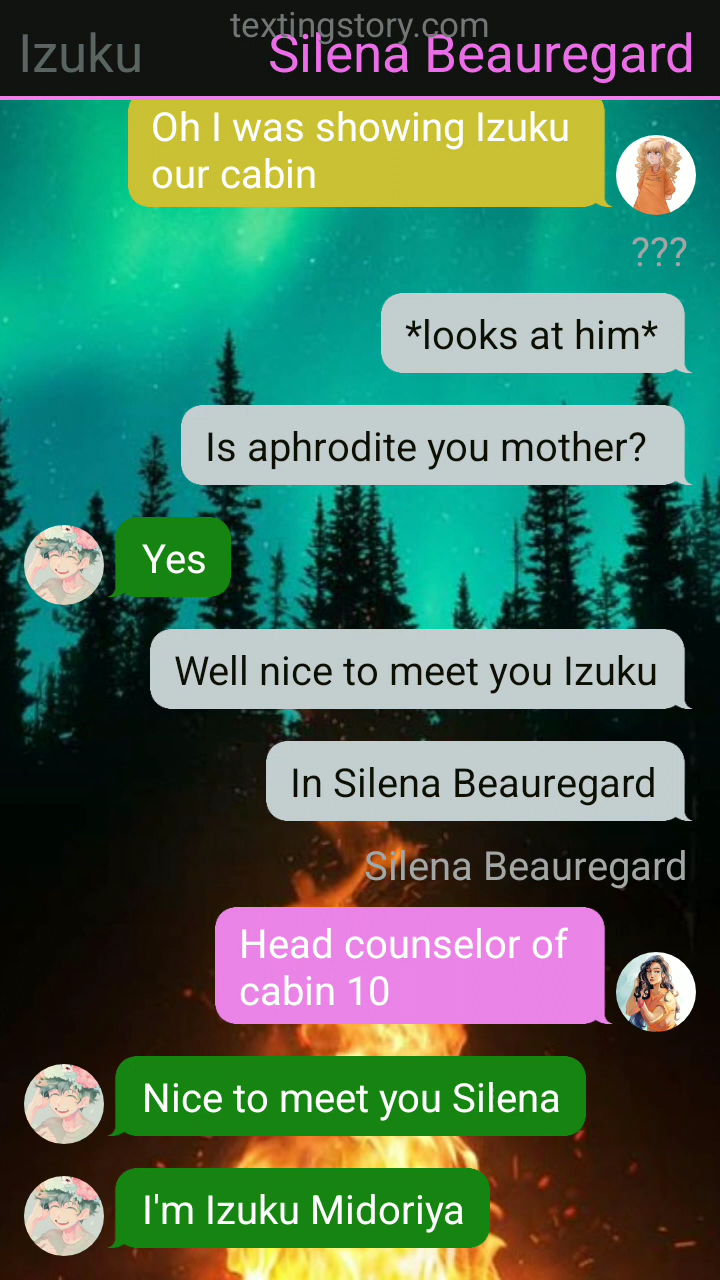 textingstory.com
Izuku
Silena Beauregard
Oh I was showing Izuku
our cabin
???
*looks at him*
Is aphrodite you mother?
Yes
Well nice to meet you Izuku
In Silena Beauregard
Silena Beauregard
Head counselor of
cabin 10
Nice to meet you Silena
I'm Izuku Midoriya